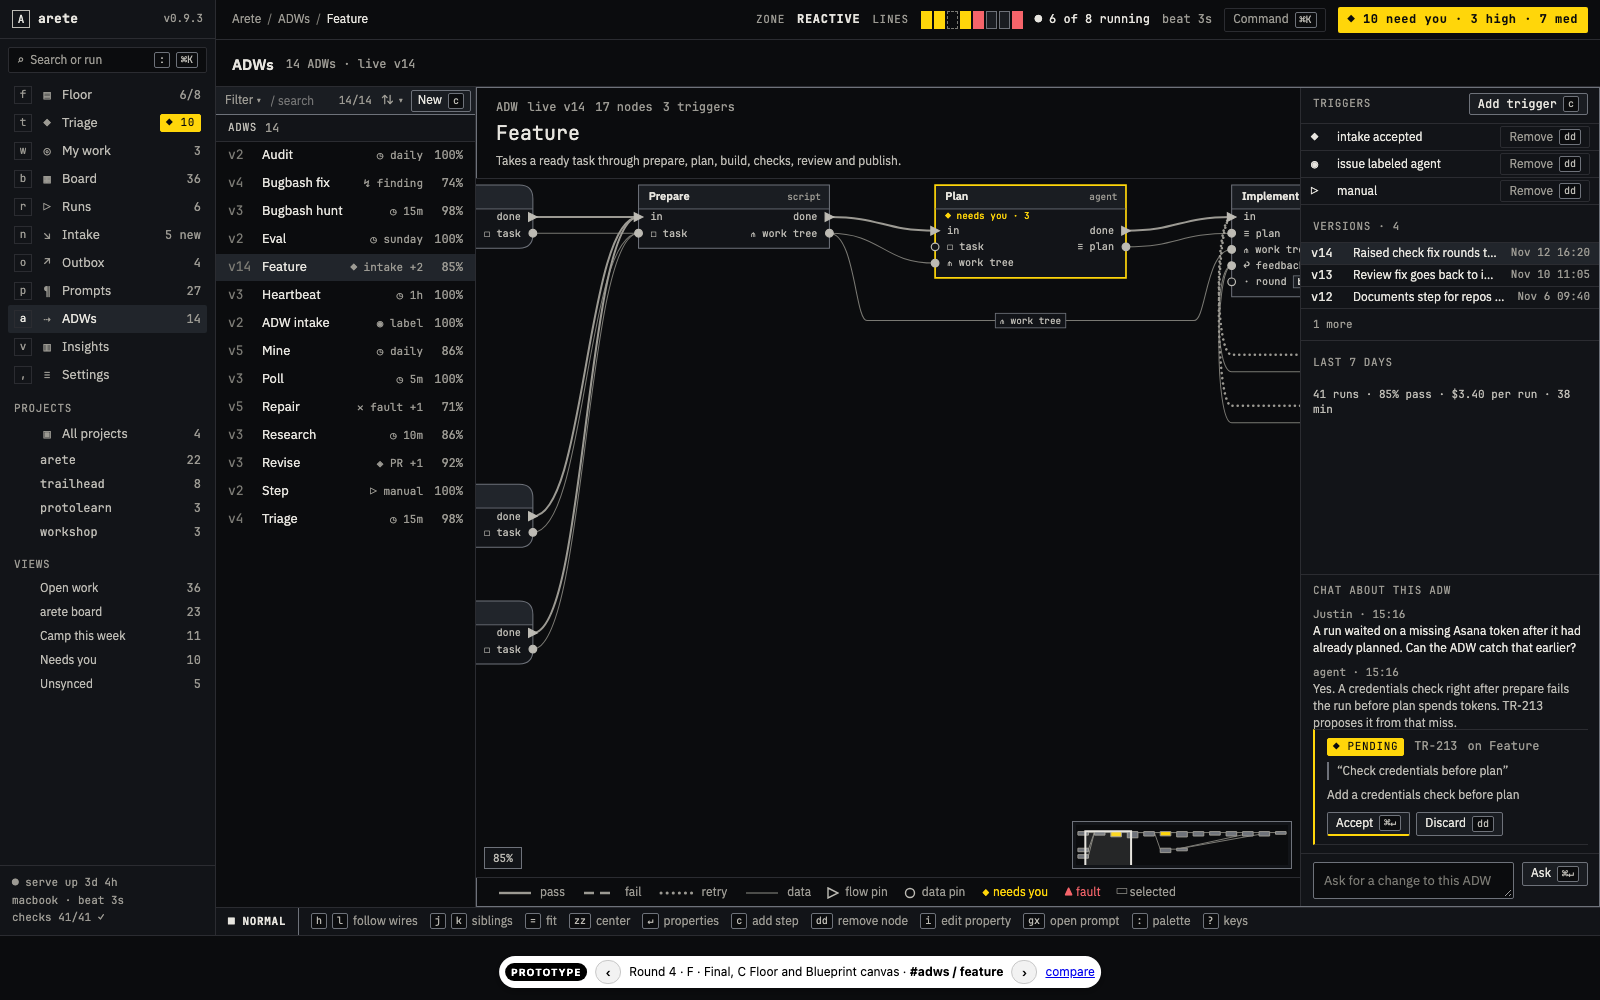 A arete v0.9.3
Arete / ADWs / Feature
ZONE REACTIVE LINES 6 of 8 running beat 3s Command ⌘K ◆ 10 need you · 3 high · 7 med
Search or run : ⌘K
f Floor 6/8
t Triage ◆ 10
w My work 3
b Board 36
r Runs 6
n Intake 5 new
o Outbox 4
p ¶ Prompts 27
a → ADWs 14
v Insights
, Settings
PROJECTS
All projects 4
arete 22
trailhead 8
protolearn 3
workshop 3
VIEWS
Open work 36
arete board 23
Camp this week 11
Needs you 10
Unsynced 5
serve up 3d 4h
macbook · beat 3s
checks 41/41 ✓
ADWs 14 ADWs · live v14
Filter / search 14/14 New c
ADWS 14
v2 Audit daily 100%
v4 Bugbash fix finding 74%
v3 Bugbash hunt 15m 98%
v2 Eval sunday 100%
v14 Feature ◆ intake +2 85%
v3 Heartbeat 1h 100%
v2 ADW intake label 100%
v5 Mine daily 86%
v3 Poll 5m 100%
v5 Repair × fault +1 71%
v3 Research 10m 86%
v3 Revise ◆ PR +1 92%
v2 Step ▷ manual 100%
v4 Triage 15m 98%
ADW live v14 17 nodes 3 triggers
Feature
Takes a ready task through prepare, plan, build, checks, review and publish.
done
task
done
task
done
task
Prepare script
in done
task work tree
Plan agent
◆ needs you · 3
in done
task ≡ plan
work tree
work tree
Implement
in
≡ plan
work tre
feedback
· round
85%
pass fail retry data flow pin data pin ◆ needs you fault selected
TRIGGERS Add trigger c
◆ intake accepted Remove dd
issue labeled agent Remove dd
▷ manual Remove dd
VERSIONS · 4
v14 Raised check fix rounds t... Nov 12 16:20
v13 Review fix goes back to i... Nov 10 11:05
v12 Documents step for repos ... Nov 6 09:40
1 more
LAST 7 DAYS
41 runs · 85% pass · $3.40 per run · 38
min
CHAT ABOUT THIS ADW
Justin · 15:16
A run waited on a missing Asana token after it had
already planned. Can the ADW catch that earlier?
agent · 15:16
Yes. A credentials check right after prepare fails
the run before plan spends tokens. TR-213
proposes it from that miss.
◆ PENDING TR-213 on Feature
“Check credentials before plan”
Add a credentials check before plan
Accept ⌘↵ Discard dd
Ask for a change to this ADW Ask ⌘↵
■ NORMAL h l follow wires j k siblings = fit zz center ↵ properties c add step dd remove node i edit property gx open prompt : palette ? keys
PROTOTYPE ‹ Round 4 · F · Final, C Floor and Blueprint canvas · #adws / feature › compare